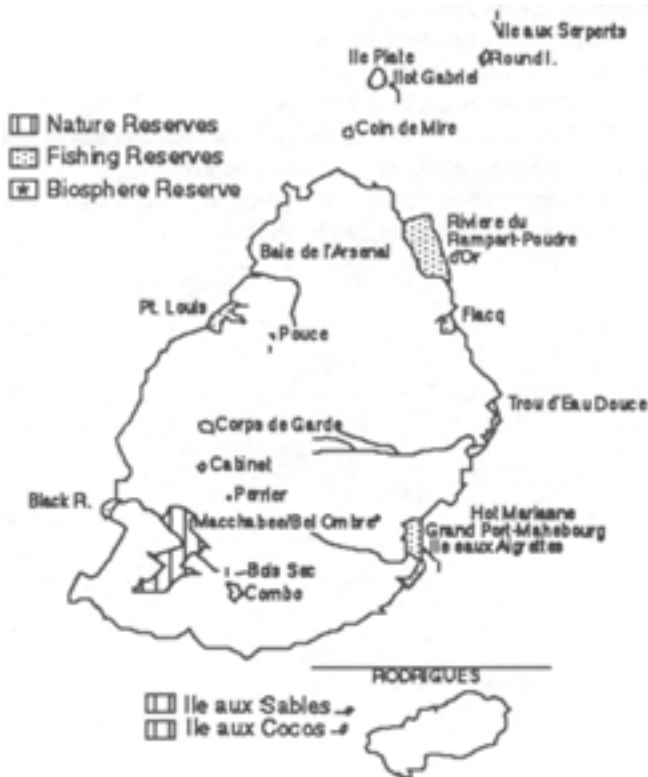 Ile aux Serpents
Ile Plate
Round I.
Ilot Gabriel
Coin de Mire
Nature Reserves
Fishing Reserves
Biosphere Reserve
Riviere du
Rampart-Poudre
d'Or
Baie de l'Arsenal
Pt. Louis
Flacq
Pouce
Trou d'Eau Douce
Corps de Garde
Cabinet
Perrier
Black R.
Macchabee/Bel Ombre*
Ilot Marianne
Grand Port-Mahebourg
Ile eaux Aigrettes
Bois Sec
Combo
RODRIGUES
Ile aux Sables
Ile aux Cocos